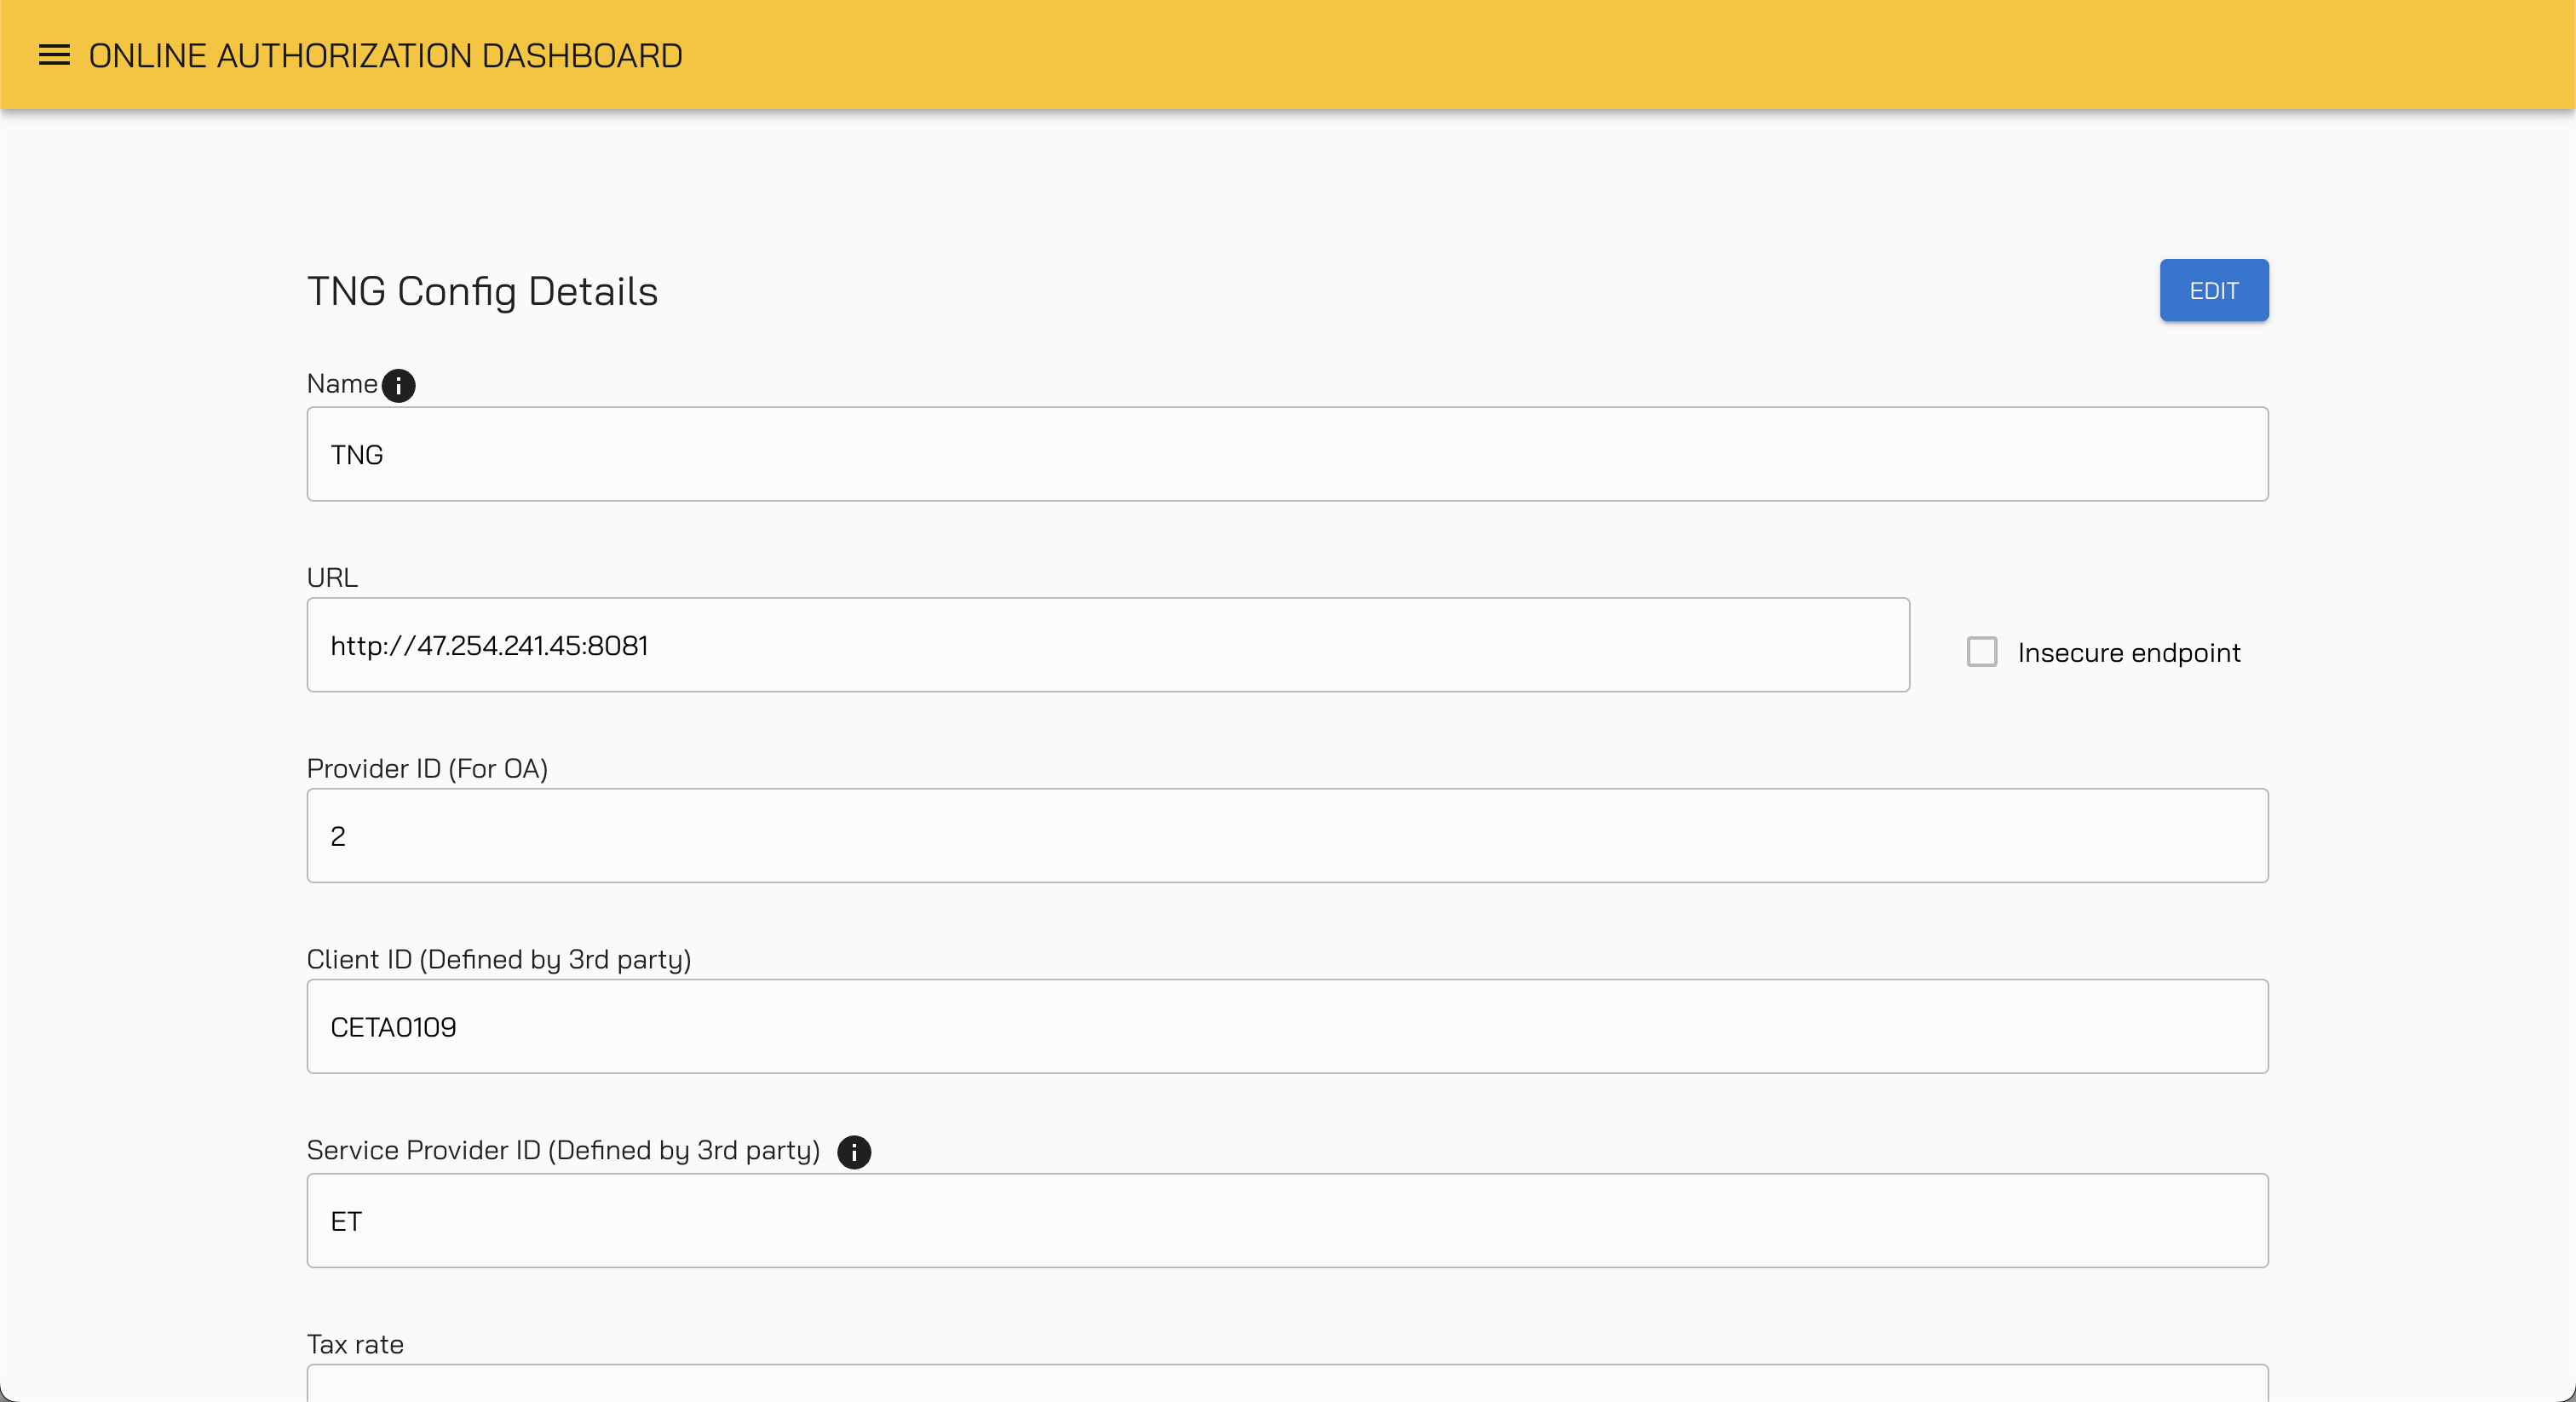 ONLINE AUTHORIZATION DASHBOARD
TNG Config Details
EDIT
Name
TNG
URL
http://47.254.241.45:8081
Insecure endpoint
Provider ID (For OA)
2
Client ID (Defined by 3rd party)
CETA0109
Service Provider ID (Defined by 3rd party)
ET
Tax rate